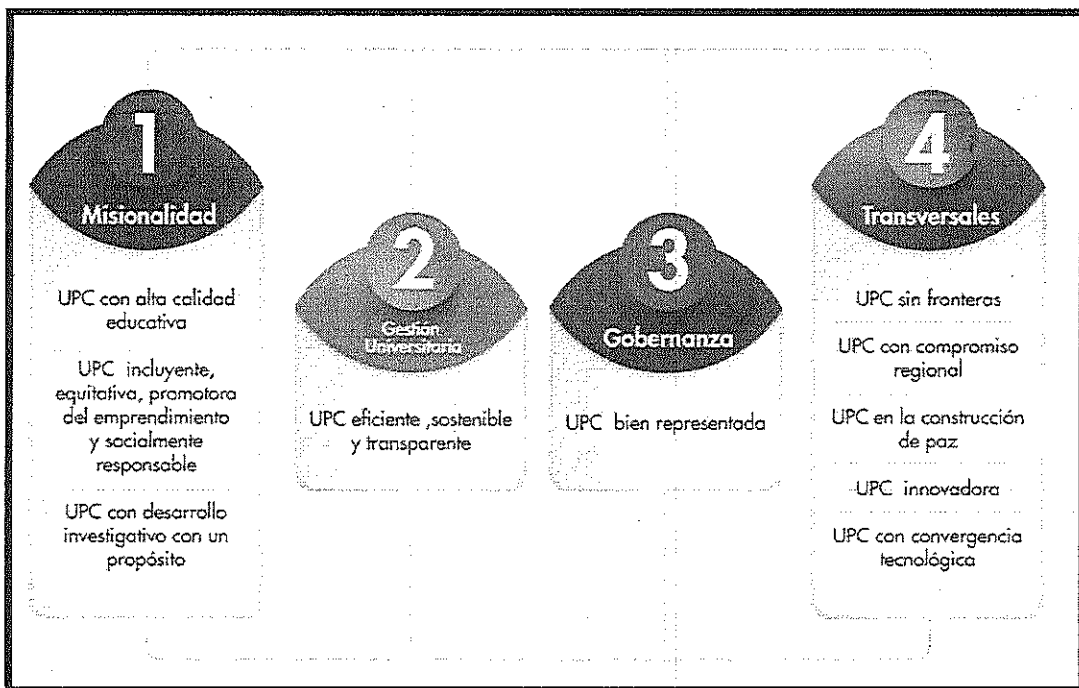 1
Misionalidad
UPC con alta calidad
educativa
UPC incluyente,
equitativa, promotora
del emprendimiento
y socialmente
responsable
UPC con desarrollo
investigativo con un
propósito
2
Gestion
Universitaria
UPC eficiente ,sostenible
y transparente
3
Gobernanza
UPC bien representada
4
Transversales
UPC sin fronteras
UPC con compromiso
regional
UPC en la construcción
de paz
UPC innovadora
UPC con convergencia
tecnológica